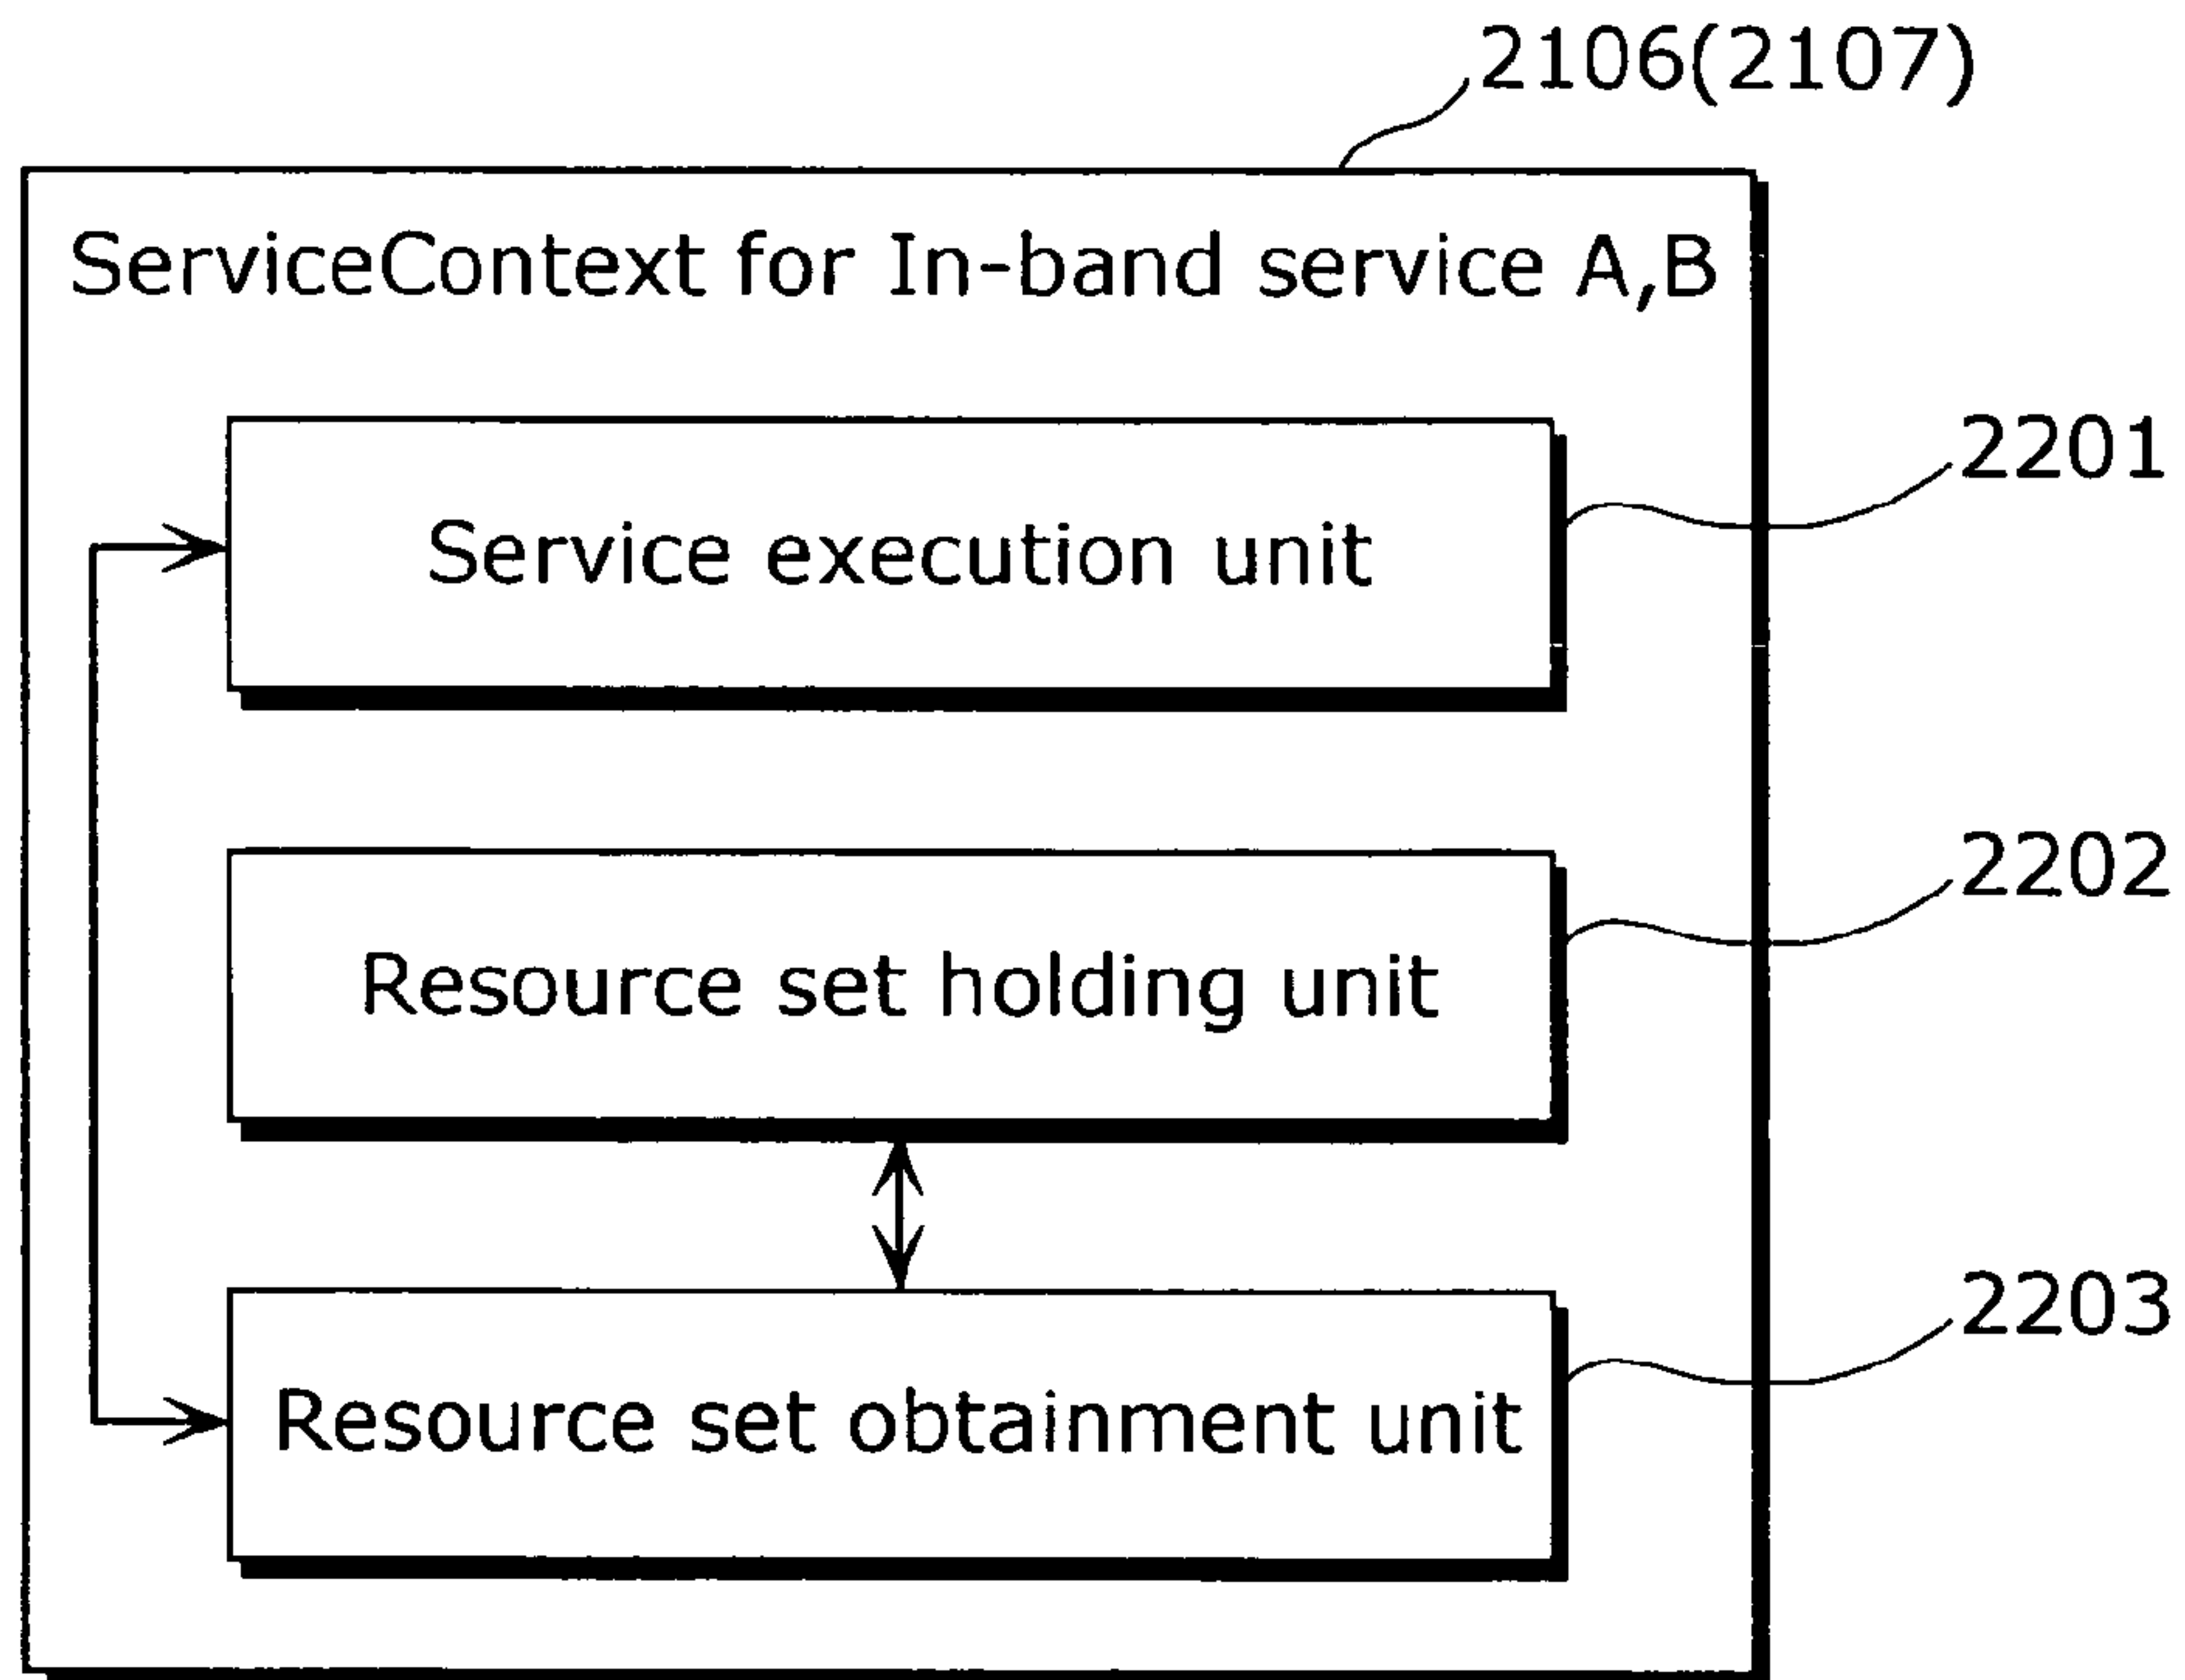 2106(2107)
ServiceContext for In-band service A,B
2201
Service execution unit
2202
Resource set holding unit
2203
Resource set obtainment unit